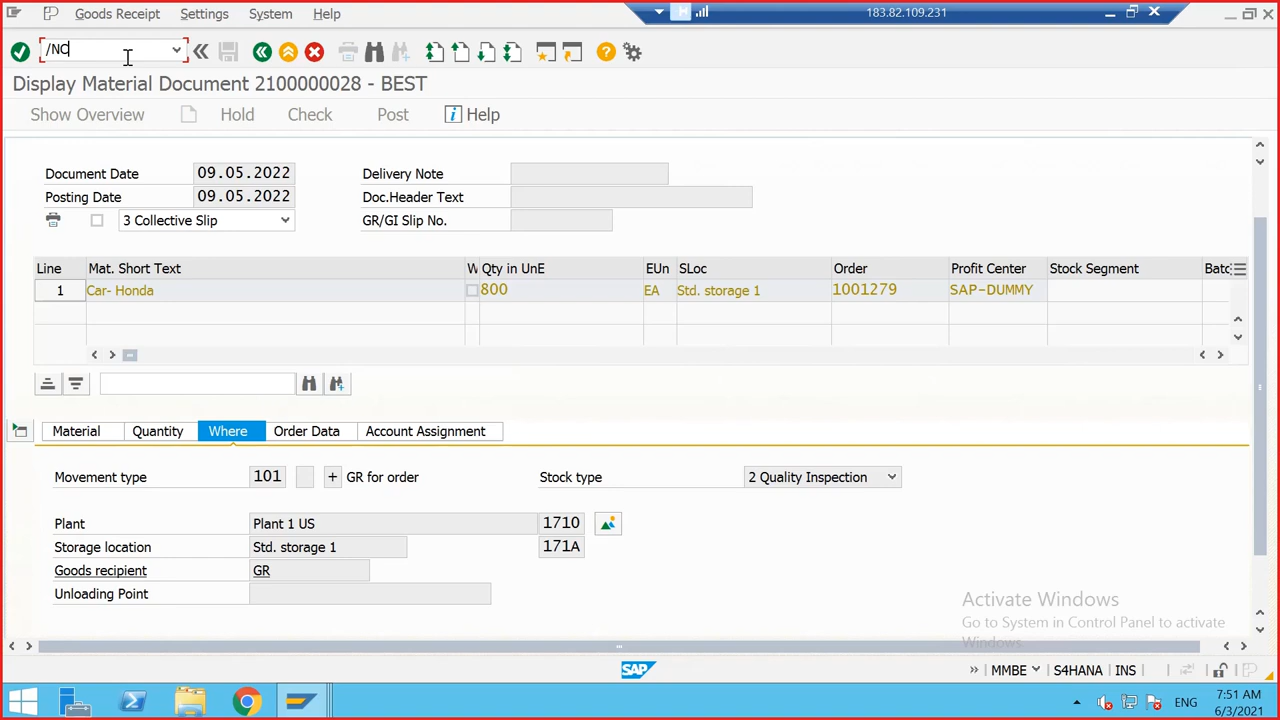 Goods Receipt Settings System Help
183.82.109.231
/NC
Display Material Document 2100000028 - BEST
Show Overview Hold Check Post Help
Document Date 09.05.2022 Delivery Note
Posting Date 09.05.2022 Doc.Header Text
3 Collective Slip GR/GI Slip No.
Line Mat. Short Text W Qty in UnE EUn SLoc Order Profit Center Stock Segment Batc
1 Car- Honda 800 EA Std. storage 1 1001279 SAP-DUMMY
Material Quantity Where Order Data Account Assignment
Movement type 101 + GR for order Stock type 2 Quality Inspection
Plant Plant 1 US 1710
Storage location Std. storage 1 171A
Goods recipient GR
Unloading Point
Activate Windows
Go to System in Control Panel to activate
Windows.
SAP MMBE S4HANA INS
ENG 7:51 AM
6/3/2021